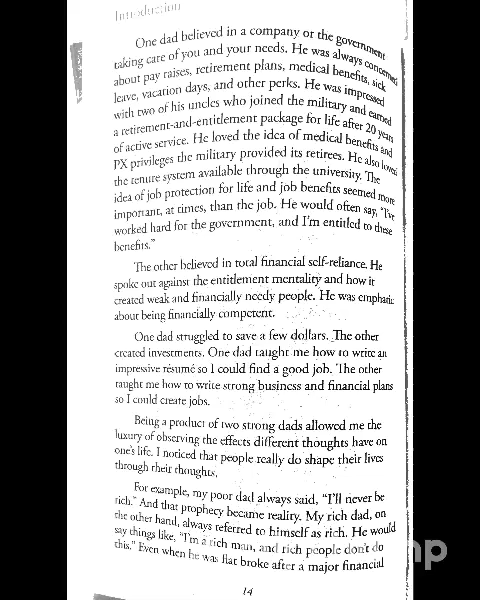 Introduction
One dad believed in a company or the government
taking care of you and your needs. He was always concerned
about pay raises, retirement plans, medical benefits, sick
leave, vacation days, and other perks. He was impressed
with two of his uncles who joined the military and earned
a retirement-and-entitlement package for life after 20 years
of active service. He loved the idea of medical benefits and
PX privileges the military provided its retirees. He also loved
the tenure system available through the university. The
idea of job protection for life and job benefits seemed more
important, at times, than the job. He would often say, “I’ve
worked hard for the government, and I’m entitled to these
benefits.”
The other believed in total financial self-reliance. He
spoke out against the entitlement mentality and how it
created weak and financially needy people. He was emphatic
about being financially competent.
One dad struggled to save a few dollars. The other
created investments. One dad taught me how to write an
impressive résumé so I could find a good job. The other
taught me how to write strong business and financial plans
so I could create jobs.
Being a product of two strong dads allowed me the
luxury of observing the effects different thoughts have on
one’s life. I noticed that people really do shape their lives
through their thoughts.
For example, my poor dad always said, “I’ll never be
rich.” And that prophecy became reality. My rich dad, on
the other hand, always referred to himself as rich. He would
say things like, “I’m a rich man, and rich people don’t do
this.” Even when he was flat broke after a major financial
14